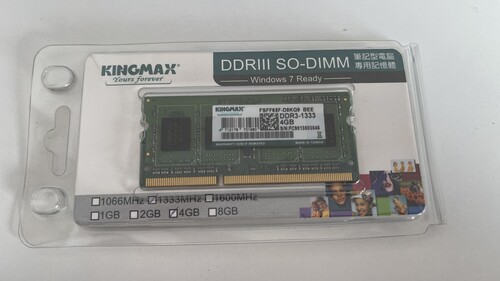 KINGMAX
Yours forever
DDRIII SO-DIMM
筆記型電腦
專用記憶體
Windows 7 Ready
KINGMAX
DDR3-1333
4GB
1066MHz 1333MHz 1600MHz
1GB 2GB 4GB 8GB